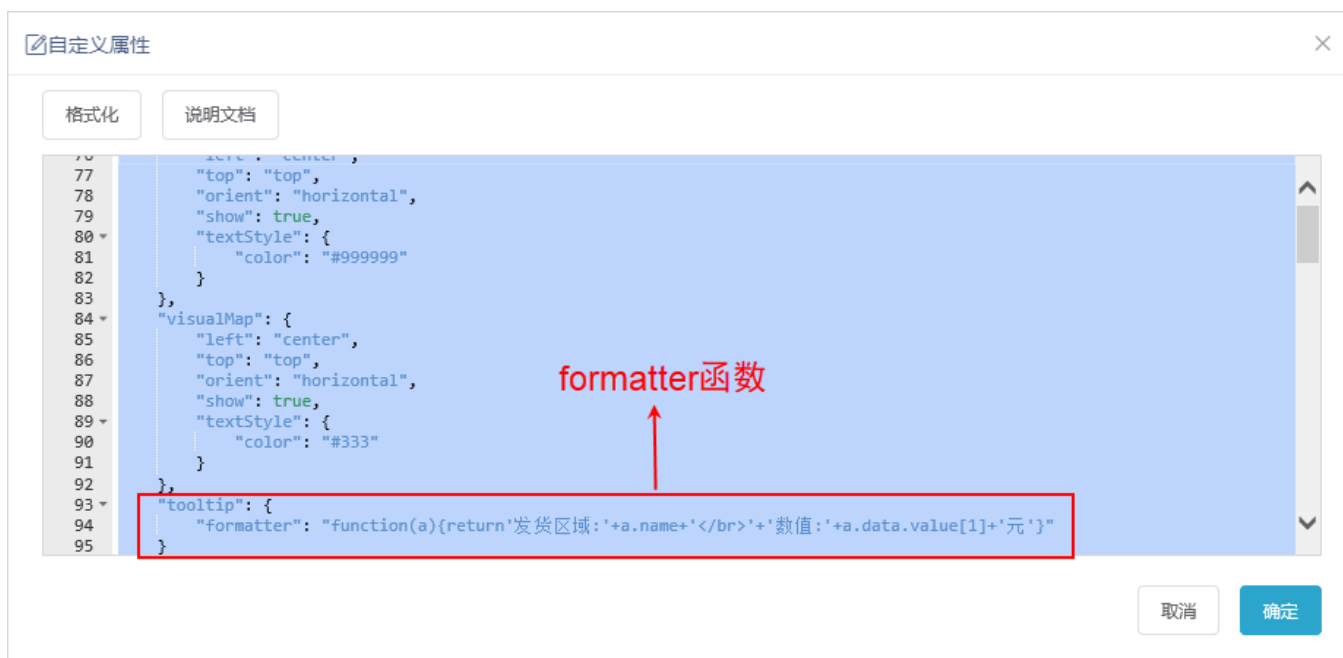 自定义属性
格式化 说明文档
76 "left": "center",
77 "top": "top",
78 "orient": "horizontal",
79 "show": true,
80 "textStyle": {
81 "color": "#999999"
82 }
83 },
84 "visualMap": {
85 "left": "center",
86 "top": "top",
87 "orient": "horizontal",
88 "show": true,
89 "textStyle": {
90 "color": "#333"
91 }
92 },
93 "tooltip": {
94 "formatter": "function(a){return'发货区域:'+a.name+'</br>'+'数值:'+a.data.value[1]+'元'}"
95 }
formatter函数
取消 确定